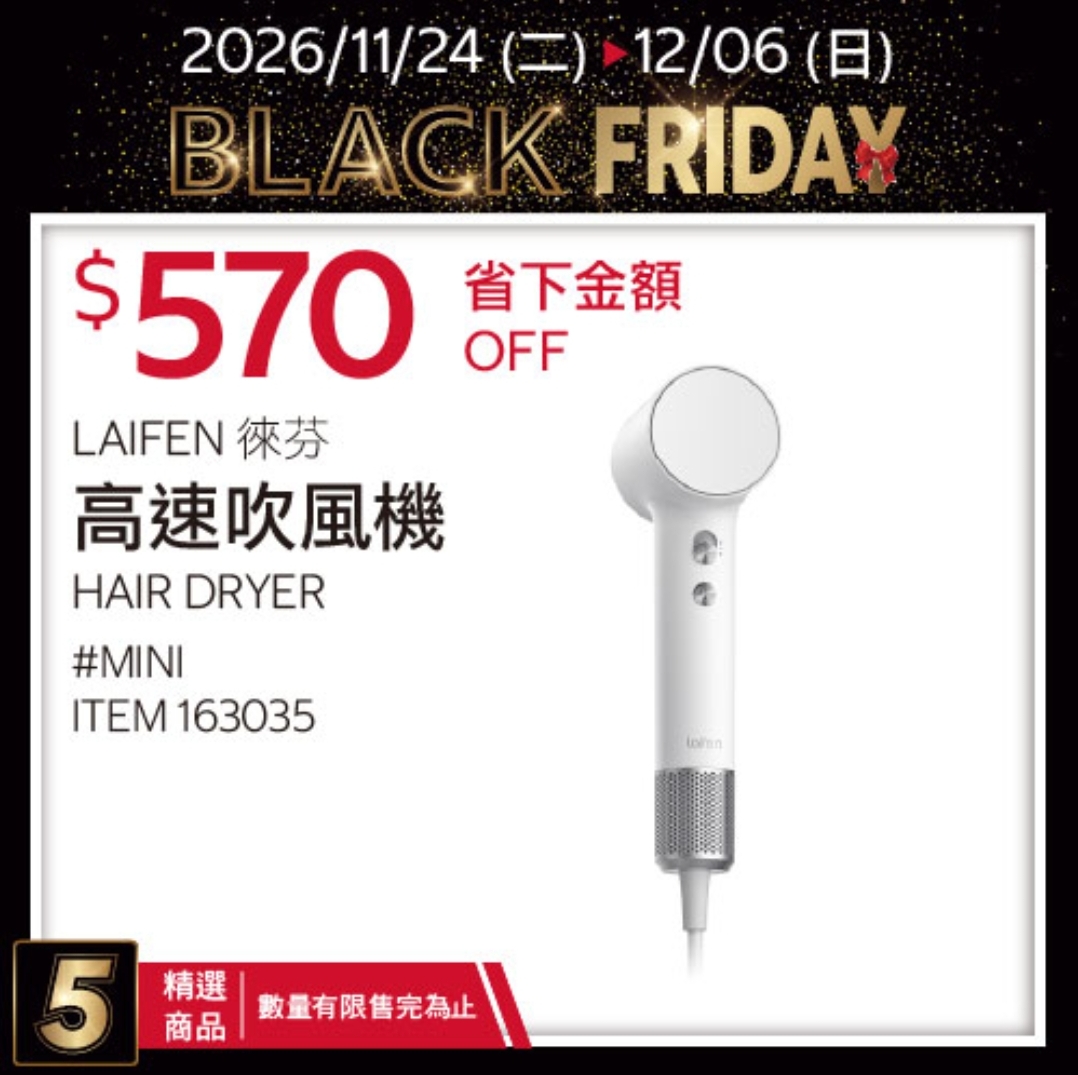 2026/11/24 (二) ▶ 12/06 (日)
BLACK FRIDAY
$570
省下金額
OFF
LAIFEN 徠芬
高速吹風機
HAIR DRYER
#MINI
ITEM 163035
laifen
5
精選
商品
數量有限售完為止